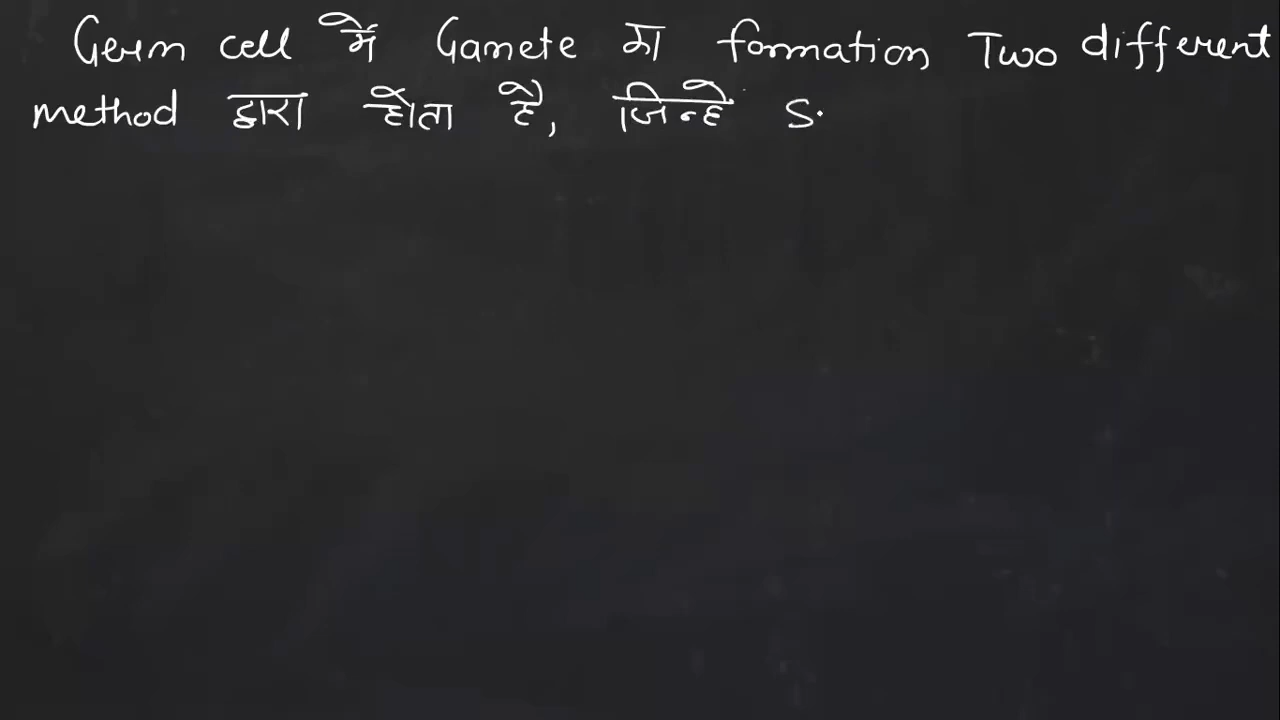 Germ cell में Gamete का formation Two different
method द्वारा होता है, जिन्हे S.